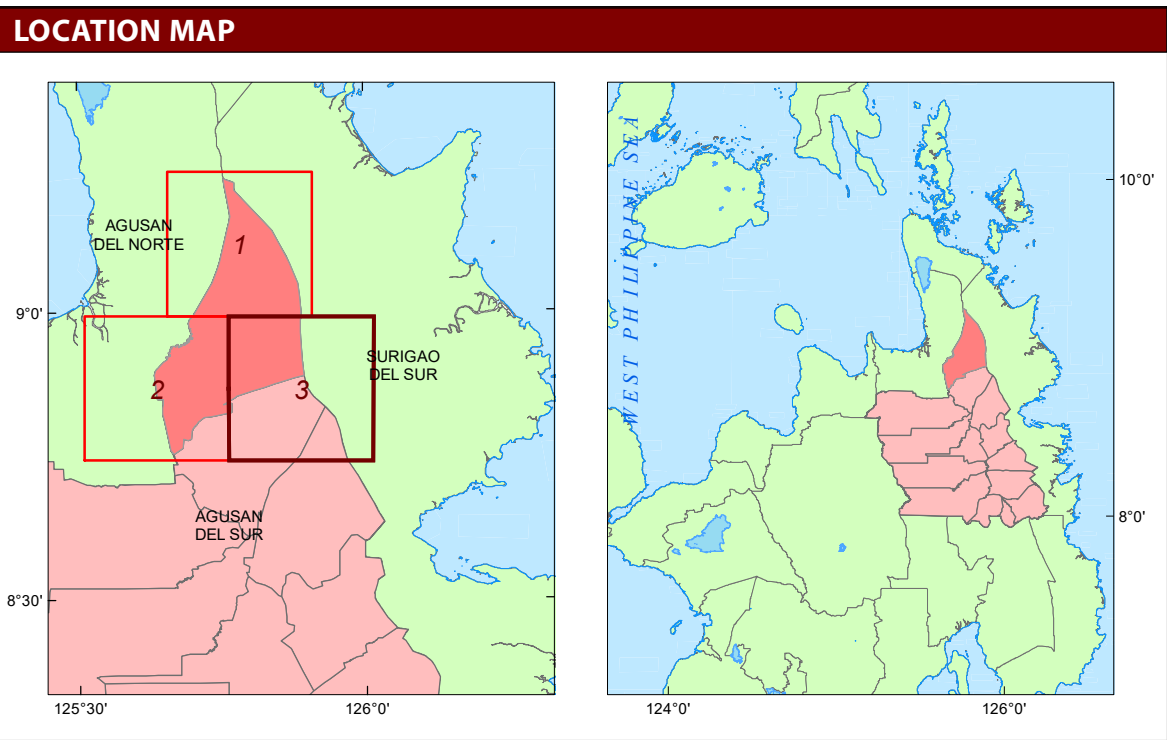 LOCATION MAP
AGUSAN
DEL NORTE
1
9°0'
SURIGAO
DEL SUR
2
3
AGUSAN
DEL SUR
8°30'
125°30'
126°0'
WEST PHILIPPINE SEA
10°0'
8°0'
124°0'
126°0'